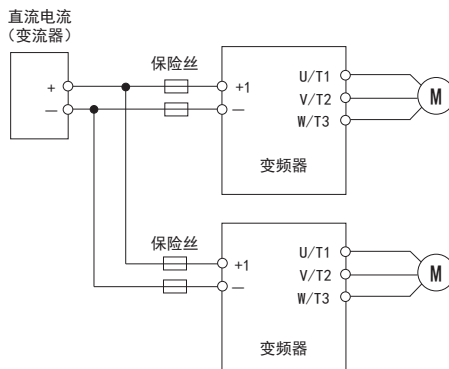 直流电流
（变流器）
+
—
保险丝
+1
—
U/T1
V/T2
W/T3
M
变频器
保险丝
+1
—
U/T1
V/T2
W/T3
M
变频器